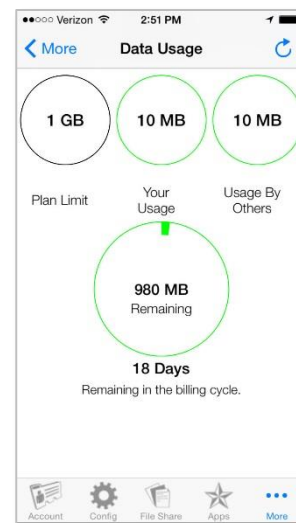 Verizon 2:51 PM
More Data Usage
1 GB 10 MB 10 MB
Plan Limit Your Usage Usage By Others
980 MB
Remaining
18 Days
Remaining in the billing cycle.
Account Config File Share Apps More